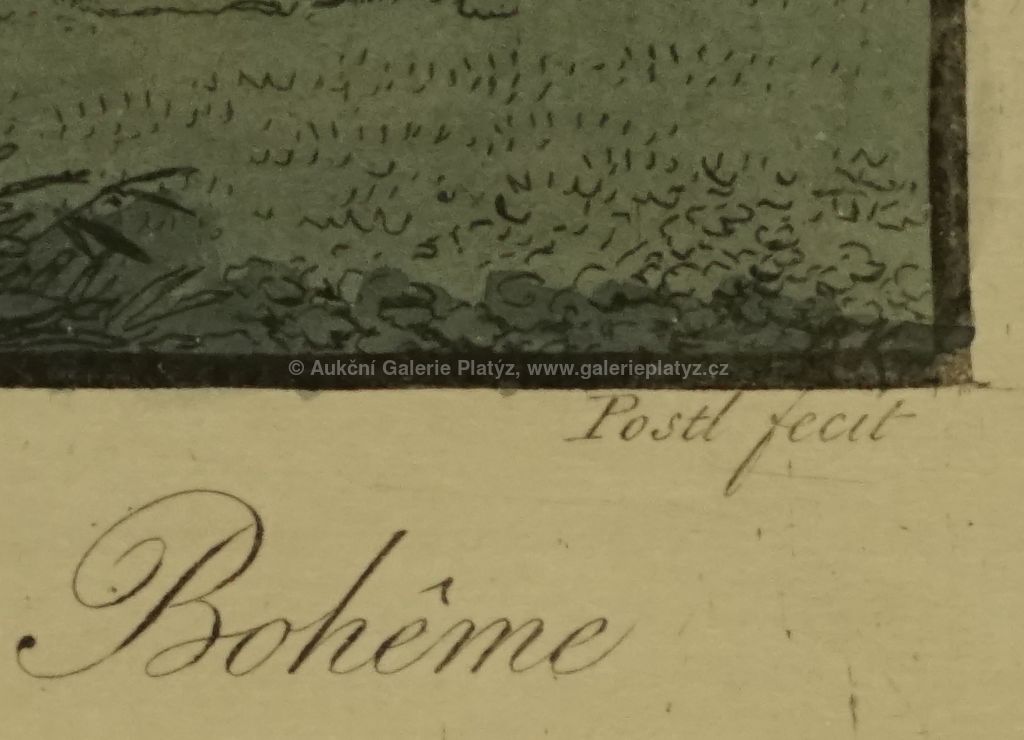 © Aukční Galerie Platýz, www.galerieplatyz.cz
Postl fecit
Bohême